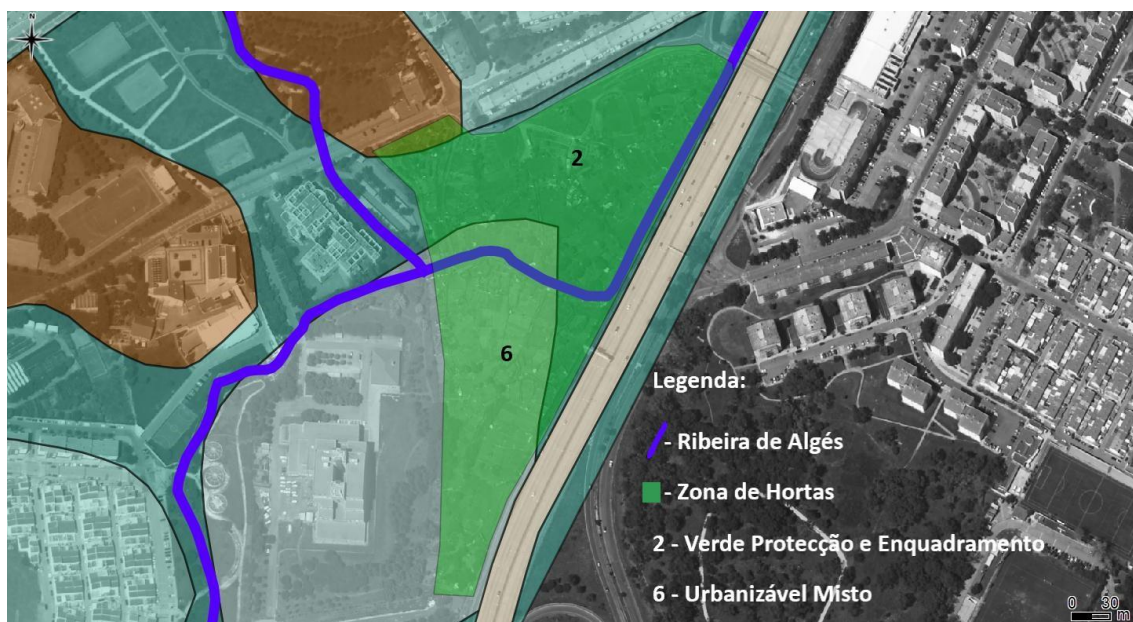 N
2
6
Legenda:
- Ribeira de Algés
- Zona de Hortas
2 - Verde Protecção e Enquadramento
6 - Urbanizável Misto
0 30
m